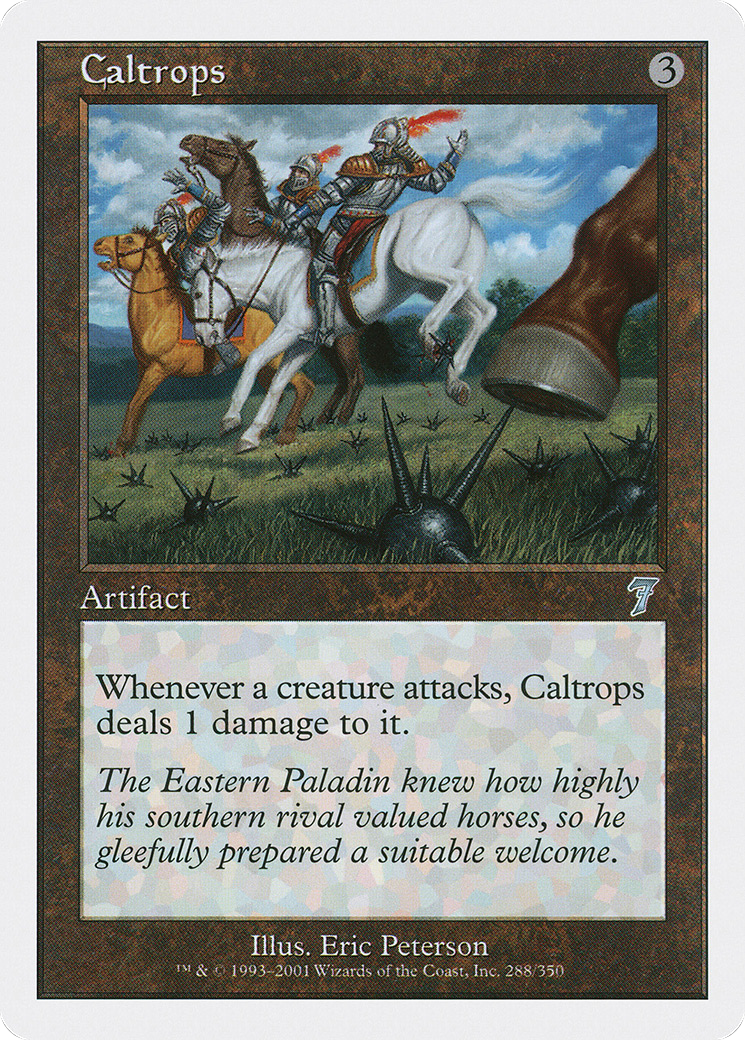 Caltrops
3
Artifact
7
Whenever a creature attacks, Caltrops
deals 1 damage to it.
The Eastern Paladin knew how highly
his southern rival valued horses, so he
gleefully prepared a suitable welcome.
Illus. Eric Peterson
™ & © 1993–2001 Wizards of the Coast, Inc. 288/350